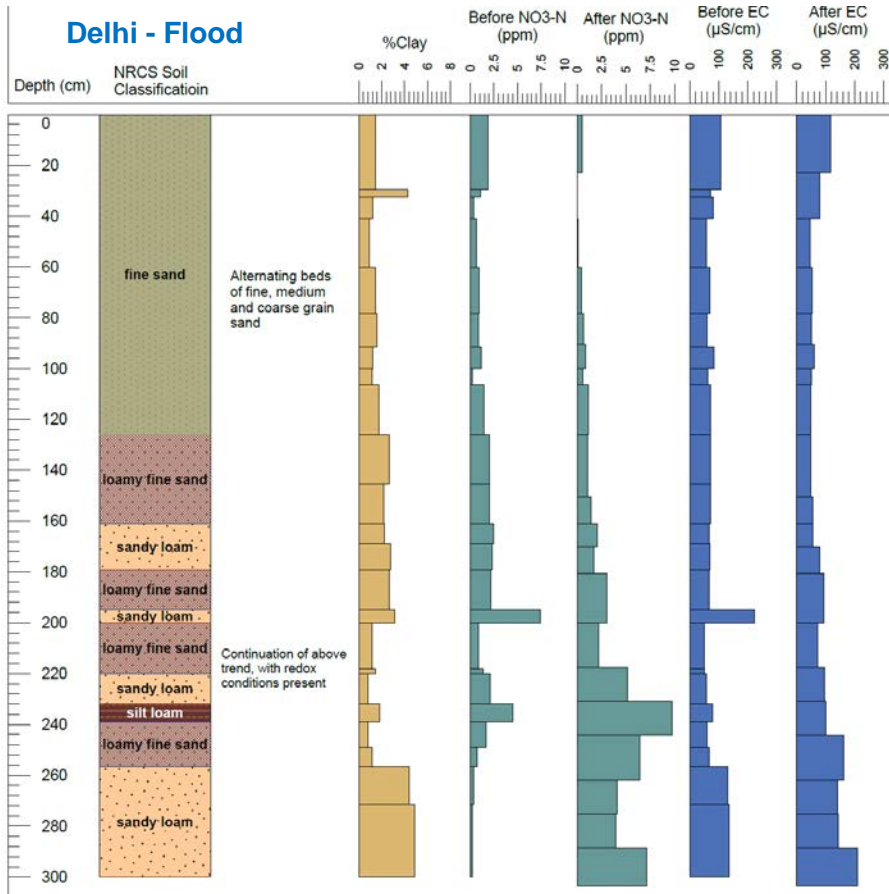 Delhi - Flood
Depth (cm)
NRCS Soil
Classificatioin
%Clay
0 2 4 6 8
Before NO3-N
(ppm)
0 2.5 5 7.5 10
After NO3-N
(ppm)
0 2.5 5 7.5 10
Before EC
(µS/cm)
0 100 200 300
After EC
(µS/cm)
0 100 200 300
0
20
40
60
80
100
120
140
160
180
200
220
240
260
280
300
fine sand
loamy fine sand
sandy loam
loamy fine sand
sandy loam
loamy fine sand
sandy loam
silt loam
loamy fine sand
sandy loam
Alternating beds
of fine, medium
and coarse grain
sand
Continuation of above
trend, with redox
conditions present